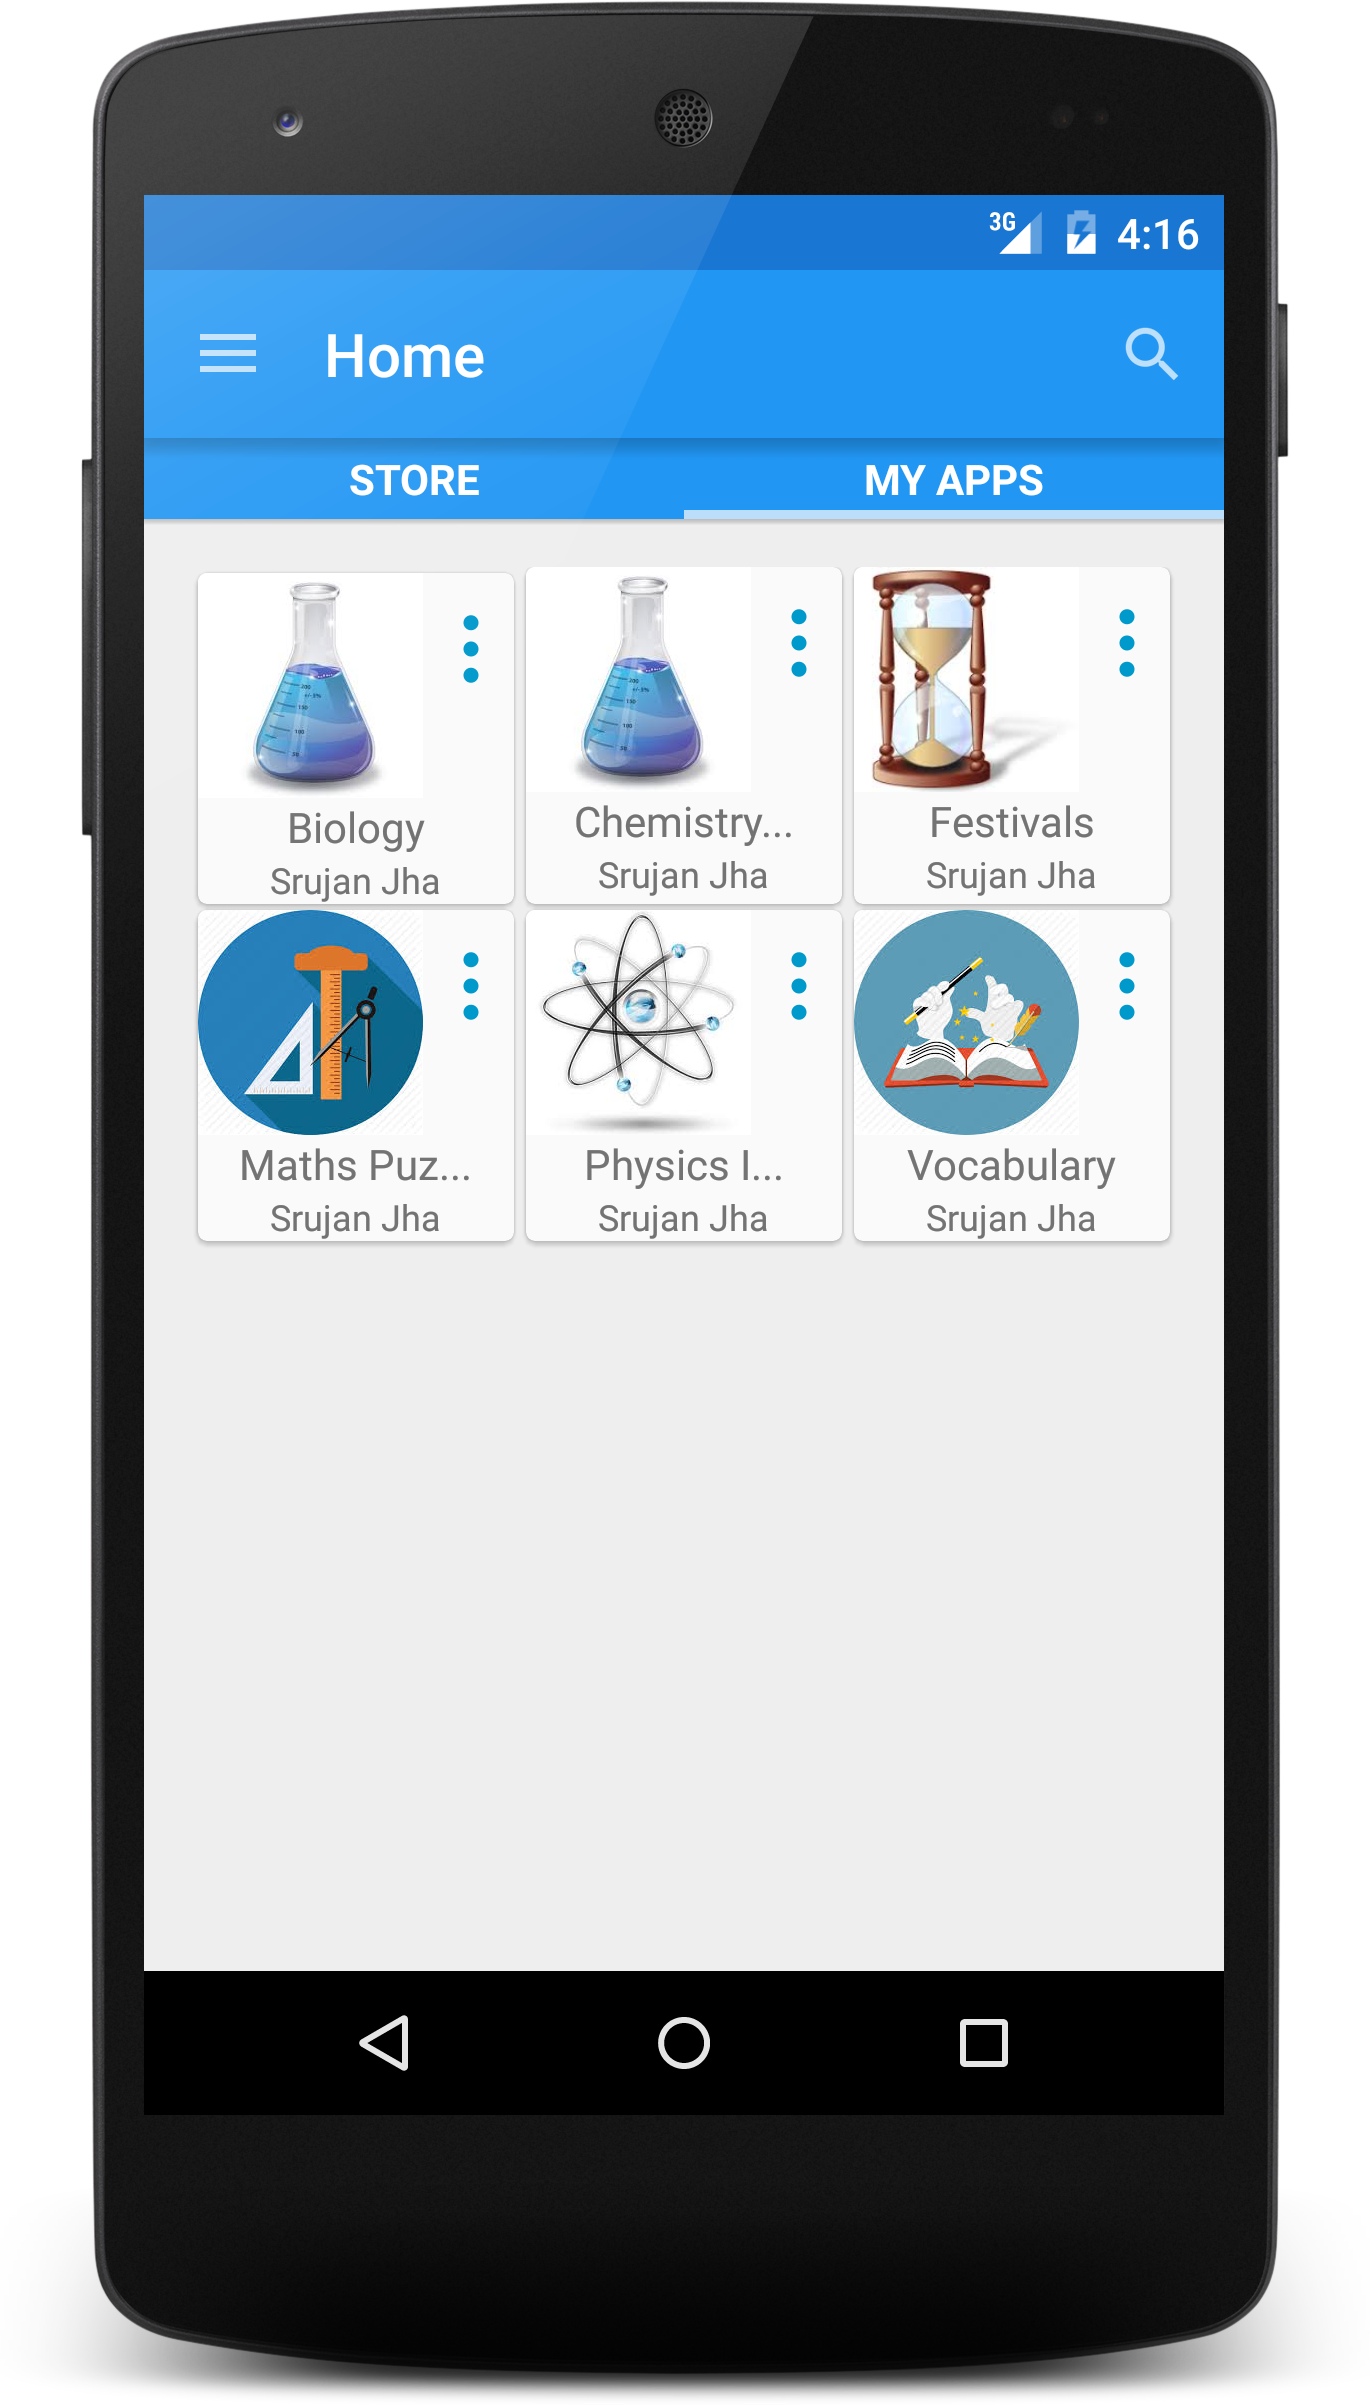 3G 4:16
Home
STORE MY APPS
Biology
Srujan Jha
Chemistry...
Srujan Jha
Festivals
Srujan Jha
Maths Puz...
Srujan Jha
Physics I...
Srujan Jha
Vocabulary
Srujan Jha